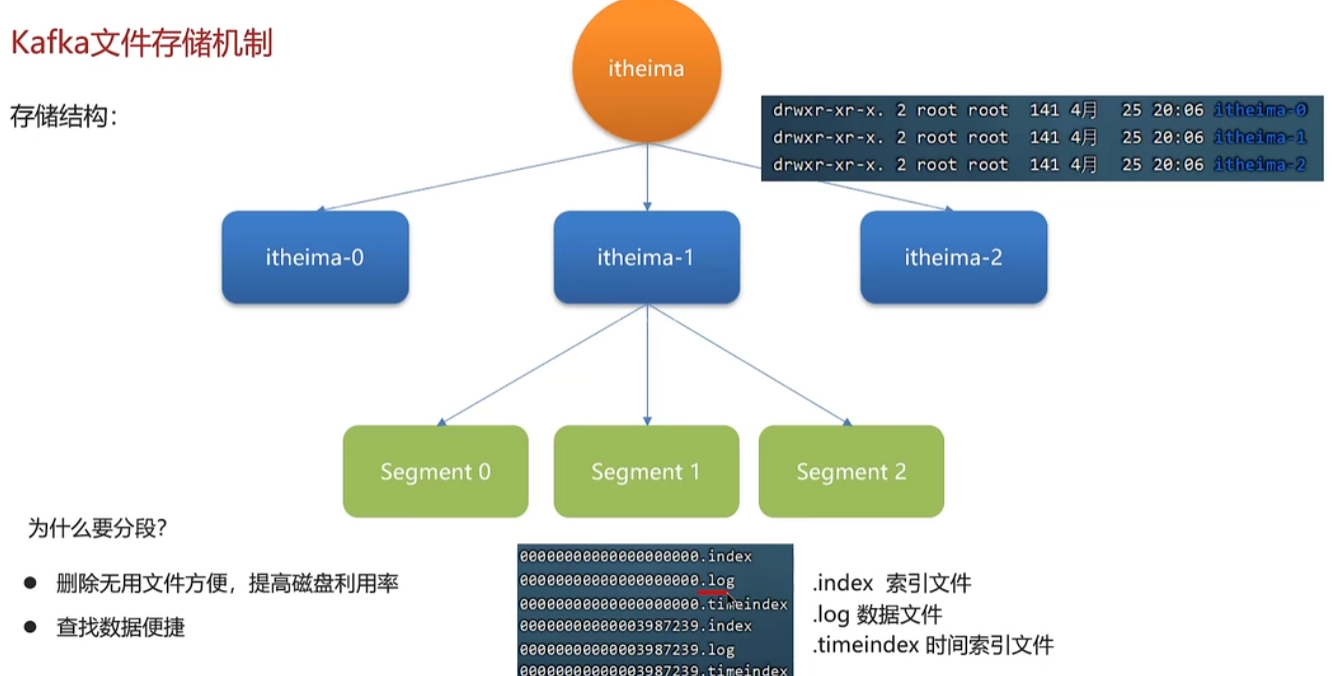 Kafka文件存储机制
存储结构：
itheima
drwxr-xr-x. 2 root root 141 4月 25 20:06 itheima-0
drwxr-xr-x. 2 root root 141 4月 25 20:06 itheima-1
drwxr-xr-x. 2 root root 141 4月 25 20:06 itheima-2
itheima-0
itheima-1
itheima-2
Segment 0
Segment 1
Segment 2
为什么要分段？
● 删除无用文件方便，提高磁盘利用率
● 查找数据便捷
00000000000000000000.index
00000000000000000000.log
00000000000000000000.timeindex
00000000000003987239.index
00000000000003987239.log
00000000000003987239.timeindex
.index 索引文件
.log 数据文件
.timeindex 时间索引文件